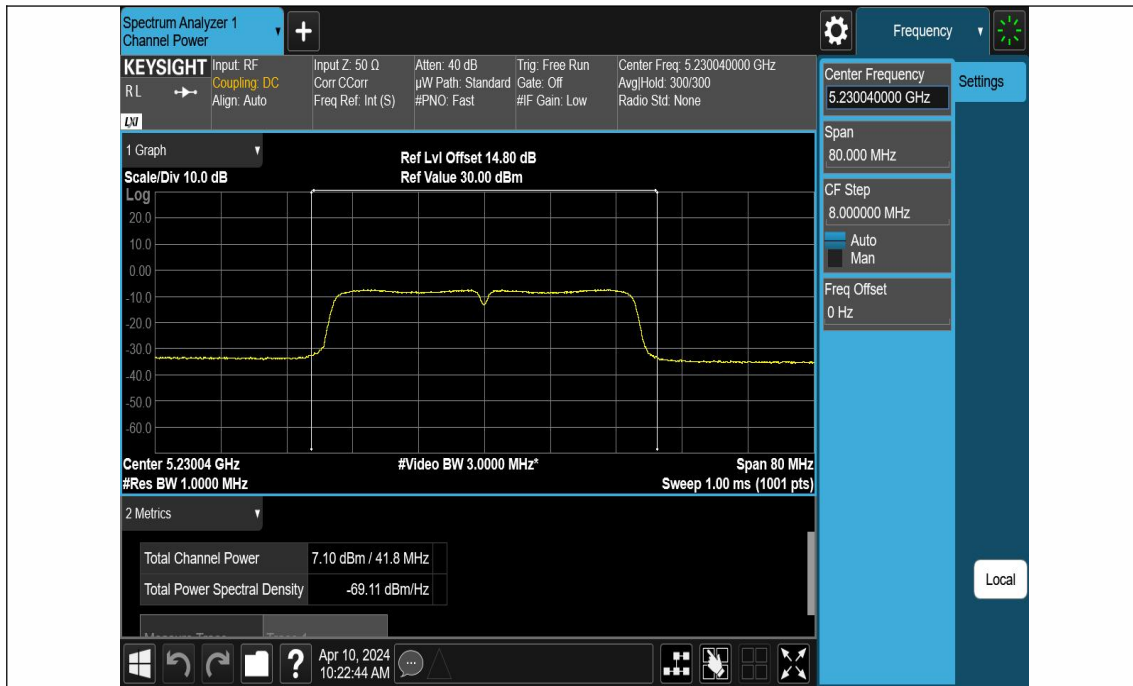 Spectrum Analyzer 1
Channel Power
+
Frequency
KEYSIGHT
RL
LXI
Input: RF
Coupling: DC
Align: Auto
Input Z: 50 Ω
Corr CCorr
Freq Ref: Int (S)
Atten: 40 dB
µW Path: Standard
#PNO: Fast
Trig: Free Run
Gate: Off
#IF Gain: Low
Center Freq: 5.230040000 GHz
Avg|Hold: 300/300
Radio Std: None
Center Frequency
5.230040000 GHz
Settings
Span
80.000 MHz
CF Step
8.000000 MHz
Auto
Man
Freq Offset
0 Hz
1 Graph
Ref Lvl Offset 14.80 dB
Scale/Div 10.0 dB
Ref Value 30.00 dBm
Log
20.0
10.0
0.00
-10.0
-20.0
-30.0
-40.0
-50.0
-60.0
Center 5.23004 GHz
#Video BW 3.0000 MHz*
Span 80 MHz
#Res BW 1.0000 MHz
Sweep 1.00 ms (1001 pts)
2 Metrics
Total Channel Power 7.10 dBm / 41.8 MHz
Total Power Spectral Density -69.11 dBm/Hz
Local
?
Apr 10, 2024
10:22:44 AM